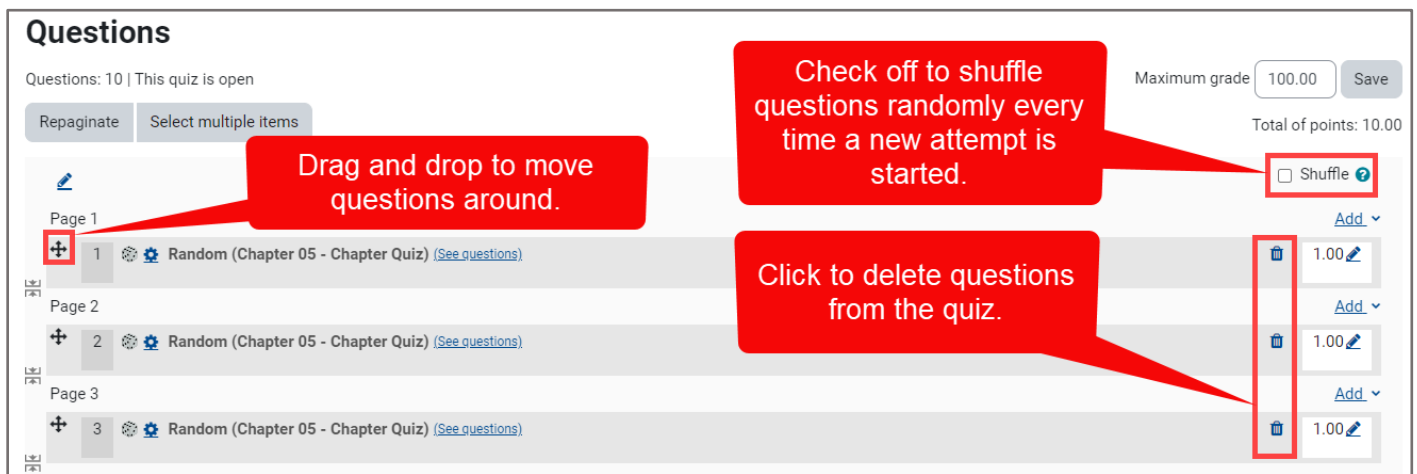 Questions
Questions: 10 | This quiz is open
Maximum grade 100.00 Save
Repaginate Select multiple items
Total of points: 10.00
Check off to shuffle
questions randomly every
time a new attempt is
started.
Drag and drop to move
questions around.
Shuffle
Page 1
Add
1 Random (Chapter 05 - Chapter Quiz) (See questions) 1.00
Click to delete questions
from the quiz.
Page 2
Add
2 Random (Chapter 05 - Chapter Quiz) (See questions) 1.00
Page 3
Add
3 Random (Chapter 05 - Chapter Quiz) (See questions) 1.00